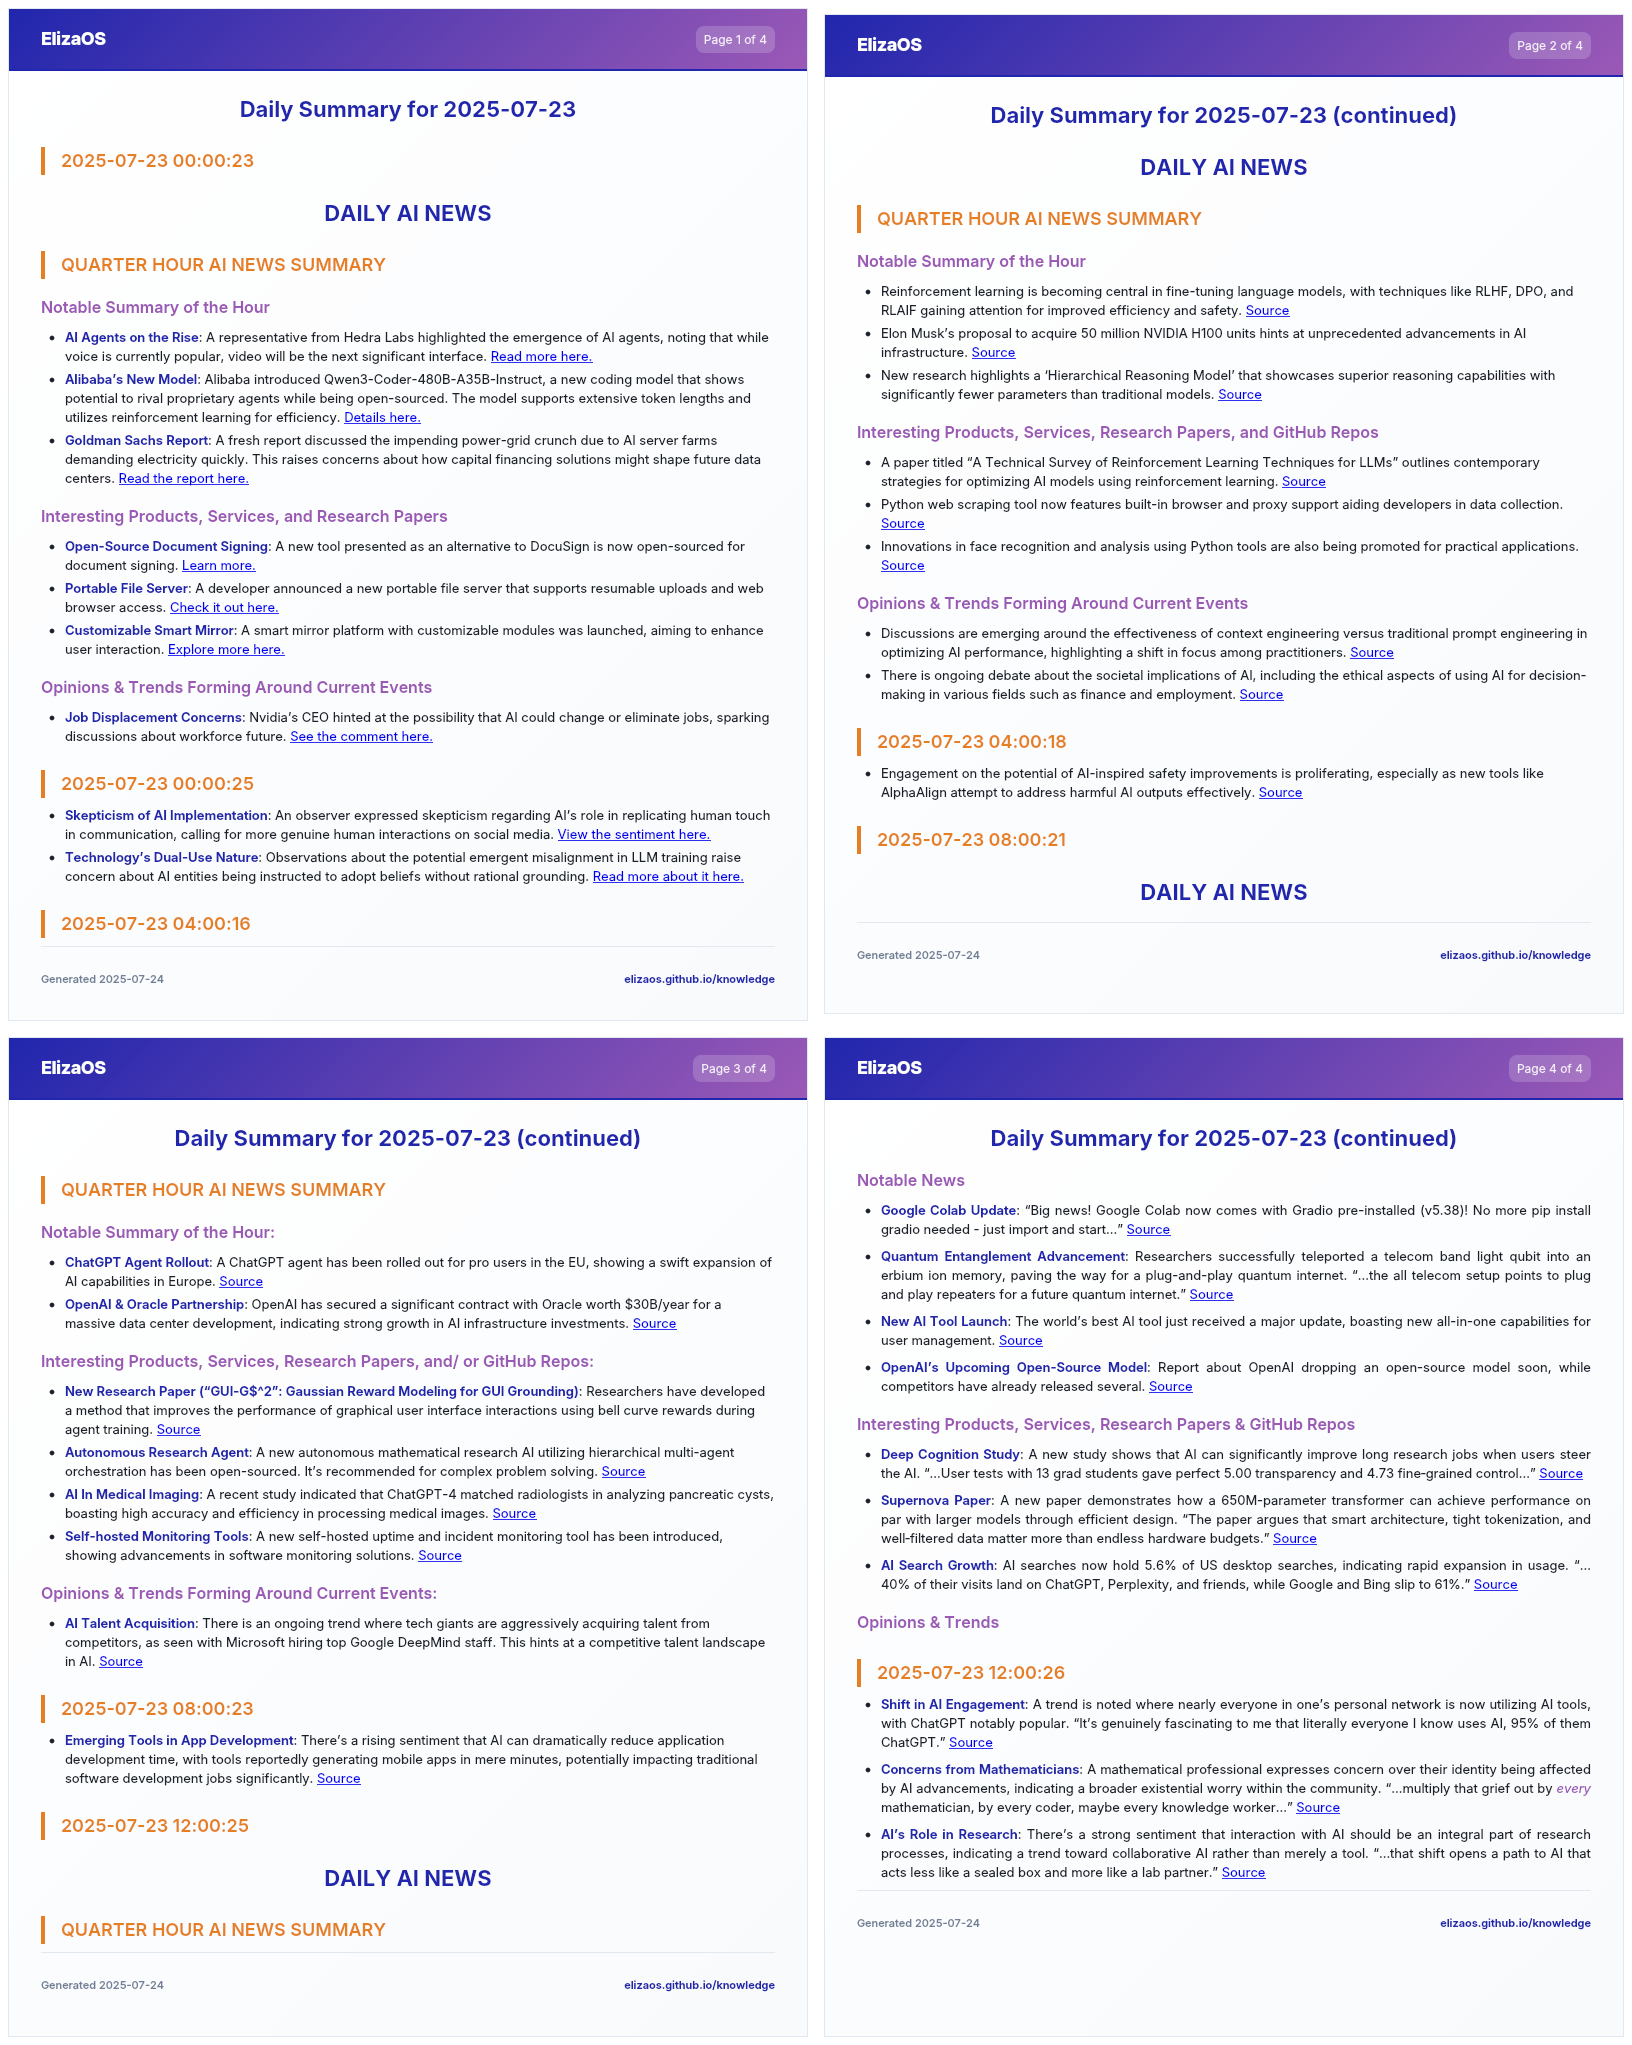 ElizaOS
Page 1 of 4
Daily Summary for 2025-07-23
2025-07-23 00:00:23
DAILY AI NEWS
QUARTER HOUR AI NEWS SUMMARY
Notable Summary of the Hour
• AI Agents on the Rise: A representative from Hedra Labs highlighted the emergence of AI agents, noting that while
voice is currently popular, video will be the next significant interface. Read more here.
• Alibaba’s New Model: Alibaba introduced Qwen3-Coder-480B-A35B-Instruct, a new coding model that shows
potential to rival proprietary agents while being open-sourced. The model supports extensive token lengths and
utilizes reinforcement learning for efficiency. Details here.
• Goldman Sachs Report: A fresh report discussed the impending power-grid crunch due to AI server farms
demanding electricity quickly. This raises concerns about how capital financing solutions might shape future data
centers. Read the report here.
Interesting Products, Services, and Research Papers
• Open-Source Document Signing: A new tool presented as an alternative to DocuSign is now open-sourced for
document signing. Learn more.
• Portable File Server: A developer announced a new portable file server that supports resumable uploads and web
browser access. Check it out here.
• Customizable Smart Mirror: A smart mirror platform with customizable modules was launched, aiming to enhance
user interaction. Explore more here.
Opinions & Trends Forming Around Current Events
• Job Displacement Concerns: Nvidia’s CEO hinted at the possibility that AI could change or eliminate jobs, sparking
discussions about workforce future. See the comment here.
2025-07-23 00:00:25
• Skepticism of AI Implementation: An observer expressed skepticism regarding AI’s role in replicating human touch
in communication, calling for more genuine human interactions on social media. View the sentiment here.
• Technology’s Dual-Use Nature: Observations about the potential emergent misalignment in LLM training raise
concern about AI entities being instructed to adopt beliefs without rational grounding. Read more about it here.
2025-07-23 04:00:16
Generated 2025-07-24
elizaos.github.io/knowledge
ElizaOS
Page 2 of 4
Daily Summary for 2025-07-23 (continued)
DAILY AI NEWS
QUARTER HOUR AI NEWS SUMMARY
Notable Summary of the Hour
• Reinforcement learning is becoming central in fine-tuning language models, with techniques like RLHF, DPO, and
RLAIF gaining attention for improved efficiency and safety. Source
• Elon Musk’s proposal to acquire 50 million NVIDIA H100 units hints at unprecedented advancements in AI
infrastructure. Source
• New research highlights a ‘Hierarchical Reasoning Model’ that showcases superior reasoning capabilities with
significantly fewer parameters than traditional models. Source
Interesting Products, Services, Research Papers, and GitHub Repos
• A paper titled “A Technical Survey of Reinforcement Learning Techniques for LLMs” outlines contemporary
strategies for optimizing AI models using reinforcement learning. Source
• Python web scraping tool now features built-in browser and proxy support aiding developers in data collection.
Source
• Innovations in face recognition and analysis using Python tools are also being promoted for practical applications.
Source
Opinions & Trends Forming Around Current Events
• Discussions are emerging around the effectiveness of context engineering versus traditional prompt engineering in
optimizing AI performance, highlighting a shift in focus among practitioners. Source
• There is ongoing debate about the societal implications of AI, including the ethical aspects of using AI for decision-
making in various fields such as finance and employment. Source
2025-07-23 04:00:18
• Engagement on the potential of AI-inspired safety improvements is proliferating, especially as new tools like
AlphaAlign attempt to address harmful AI outputs effectively. Source
2025-07-23 08:00:21
DAILY AI NEWS
Generated 2025-07-24
elizaos.github.io/knowledge
ElizaOS
Page 3 of 4
Daily Summary for 2025-07-23 (continued)
QUARTER HOUR AI NEWS SUMMARY
Notable Summary of the Hour:
• ChatGPT Agent Rollout: A ChatGPT agent has been rolled out for pro users in the EU, showing a swift expansion of
AI capabilities in Europe. Source
• OpenAI & Oracle Partnership: OpenAI has secured a significant contract with Oracle worth $30B/year for a
massive data center development, indicating strong growth in AI infrastructure investments. Source
Interesting Products, Services, Research Papers, and/ or GitHub Repos:
• New Research Paper (“GUI-G$^2”: Gaussian Reward Modeling for GUI Grounding): Researchers have developed
a method that improves the performance of graphical user interface interactions using bell curve rewards during
agent training. Source
• Autonomous Research Agent: A new autonomous mathematical research AI utilizing hierarchical multi-agent
orchestration has been open-sourced. It’s recommended for complex problem solving. Source
• AI In Medical Imaging: A recent study indicated that ChatGPT-4 matched radiologists in analyzing pancreatic cysts,
boasting high accuracy and efficiency in processing medical images. Source
• Self-hosted Monitoring Tools: A new self-hosted uptime and incident monitoring tool has been introduced,
showing advancements in software monitoring solutions. Source
Opinions & Trends Forming Around Current Events:
• AI Talent Acquisition: There is an ongoing trend where tech giants are aggressively acquiring talent from
competitors, as seen with Microsoft hiring top Google DeepMind staff. This hints at a competitive talent landscape
in AI. Source
2025-07-23 08:00:23
• Emerging Tools in App Development: There’s a rising sentiment that AI can dramatically reduce application
development time, with tools reportedly generating mobile apps in mere minutes, potentially impacting traditional
software development jobs significantly. Source
2025-07-23 12:00:25
DAILY AI NEWS
QUARTER HOUR AI NEWS SUMMARY
Generated 2025-07-24
elizaos.github.io/knowledge
ElizaOS
Page 4 of 4
Daily Summary for 2025-07-23 (continued)
Notable News
• Google Colab Update: “Big news! Google Colab now comes with Gradio pre-installed (v5.38)! No more pip install
gradio needed - just import and start…” Source
• Quantum Entanglement Advancement: Researchers successfully teleported a telecom band light qubit into an
erbium ion memory, paving the way for a plug-and-play quantum internet. “…the all telecom setup points to plug
and play repeaters for a future quantum internet.” Source
• New AI Tool Launch: The world’s best AI tool just received a major update, boasting new all-in-one capabilities for
user management. Source
• OpenAI’s Upcoming Open-Source Model: Report about OpenAI dropping an open-source model soon, while
competitors have already released several. Source
Interesting Products, Services, Research Papers & GitHub Repos
• Deep Cognition Study: A new study shows that AI can significantly improve long research jobs when users steer
the AI. “…User tests with 13 grad students gave perfect 5.00 transparency and 4.73 fine‑grained control…” Source
• Supernova Paper: A new paper demonstrates how a 650M-parameter transformer can achieve performance on
par with larger models through efficient design. “The paper argues that smart architecture, tight tokenization, and
well‑filtered data matter more than endless hardware budgets.” Source
• AI Search Growth: AI searches now hold 5.6% of US desktop searches, indicating rapid expansion in usage. “…
40% of their visits land on ChatGPT, Perplexity, and friends, while Google and Bing slip to 61%.” Source
Opinions & Trends
2025-07-23 12:00:26
• Shift in AI Engagement: A trend is noted where nearly everyone in one’s personal network is now utilizing AI tools,
with ChatGPT notably popular. “It’s genuinely fascinating to me that literally everyone I know uses AI, 95% of them
ChatGPT.” Source
• Concerns from Mathematicians: A mathematical professional expresses concern over their identity being affected
by AI advancements, indicating a broader existential worry within the community. “…multiply that grief out by every
mathematician, by every coder, maybe every knowledge worker…” Source
• AI’s Role in Research: There’s a strong sentiment that interaction with AI should be an integral part of research
processes, indicating a trend toward collaborative AI rather than merely a tool. “…that shift opens a path to AI that
acts less like a sealed box and more like a lab partner.” Source
Generated 2025-07-24
elizaos.github.io/knowledge